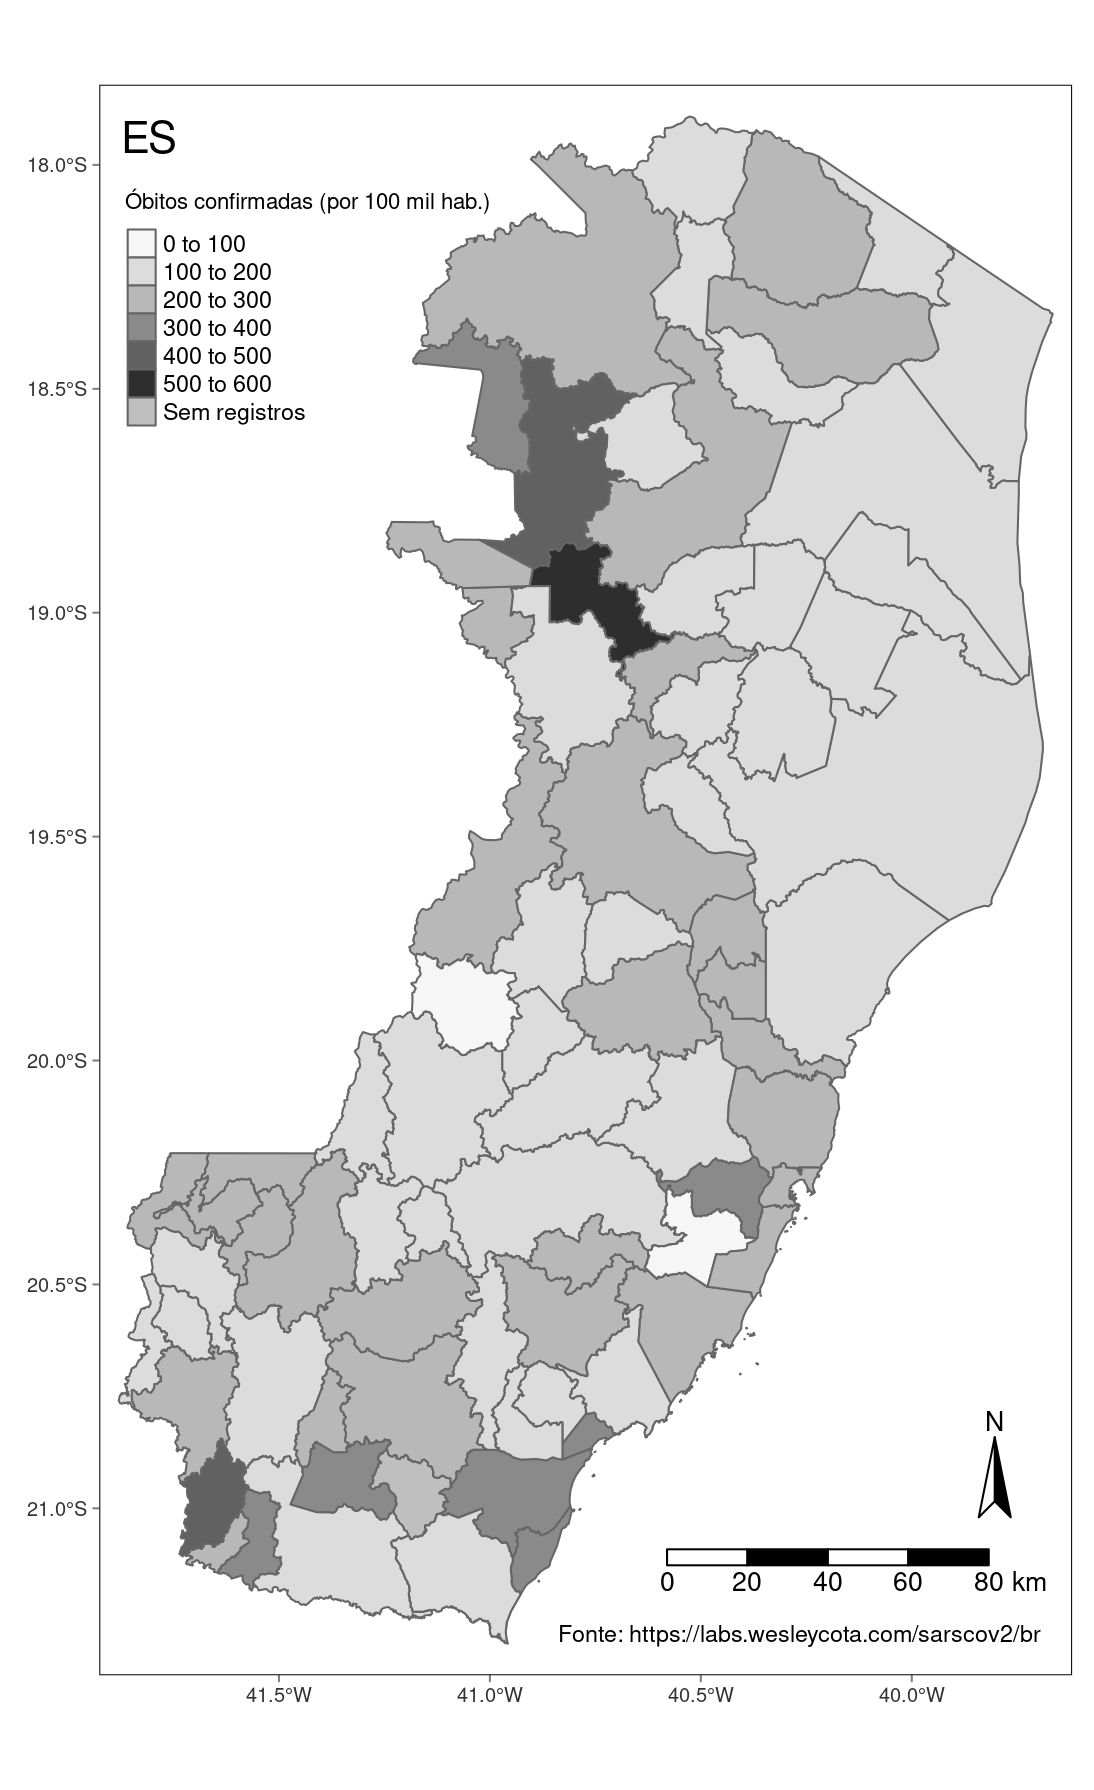 ES
Óbitos confirmadas (por 100 mil hab.)
0 to 100
100 to 200
200 to 300
300 to 400
400 to 500
500 to 600
Sem registros
18.0°S
18.5°S
19.0°S
19.5°S
20.0°S
20.5°S
21.0°S
N
0 20 40 60 80 km
Fonte: https://labs.wesleycota.com/sarscov2/br
41.5°W 41.0°W 40.5°W 40.0°W